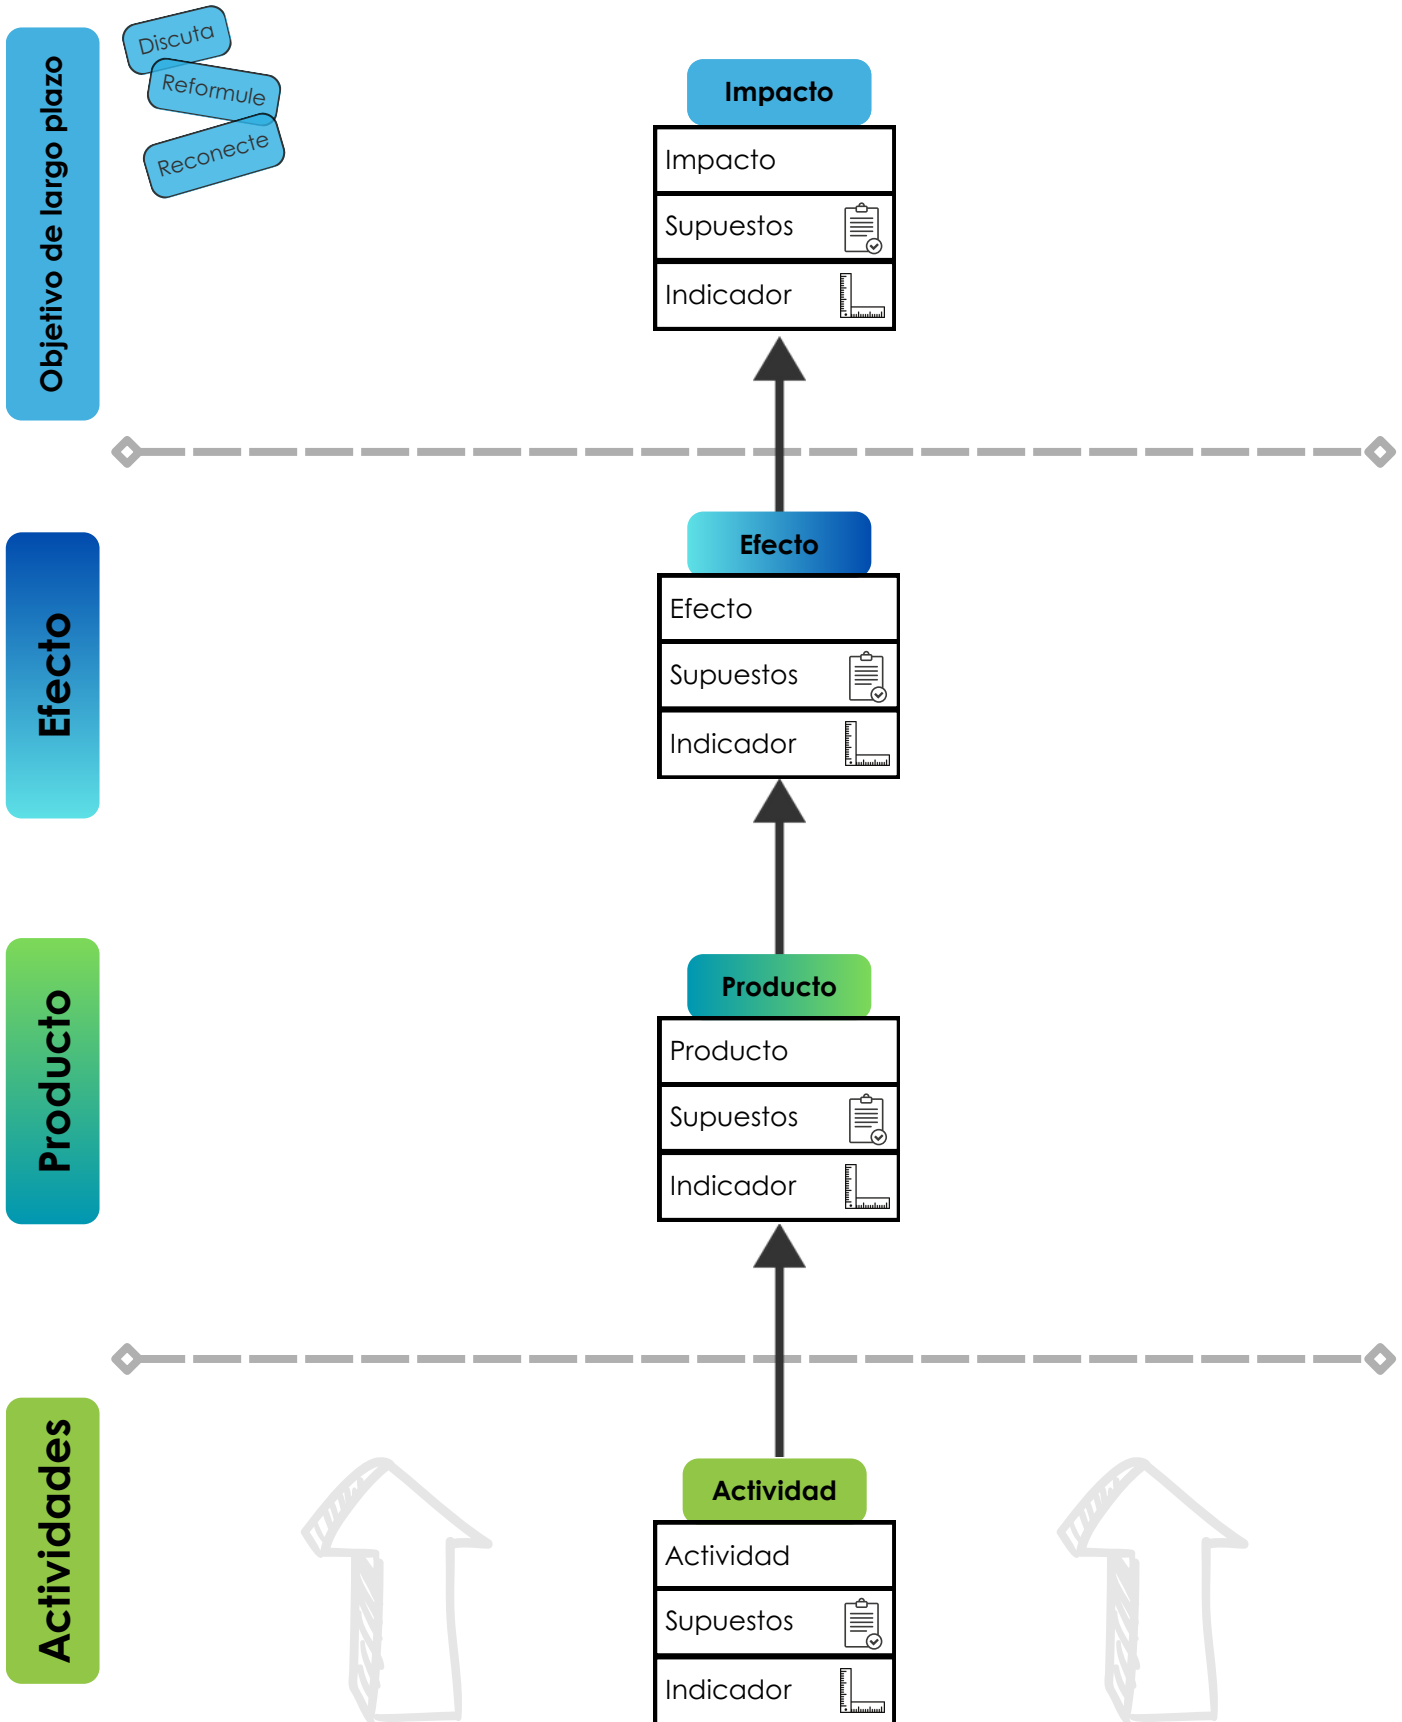 Objetivo de largo plazo
Discuta
Reformule
Reconecte
Impacto
Impacto
Supuestos
Indicador
Efecto
Efecto
Efecto
Supuestos
Indicador
Producto
Producto
Producto
Supuestos
Indicador
Actividades
Actividad
Actividad
Supuestos
Indicador